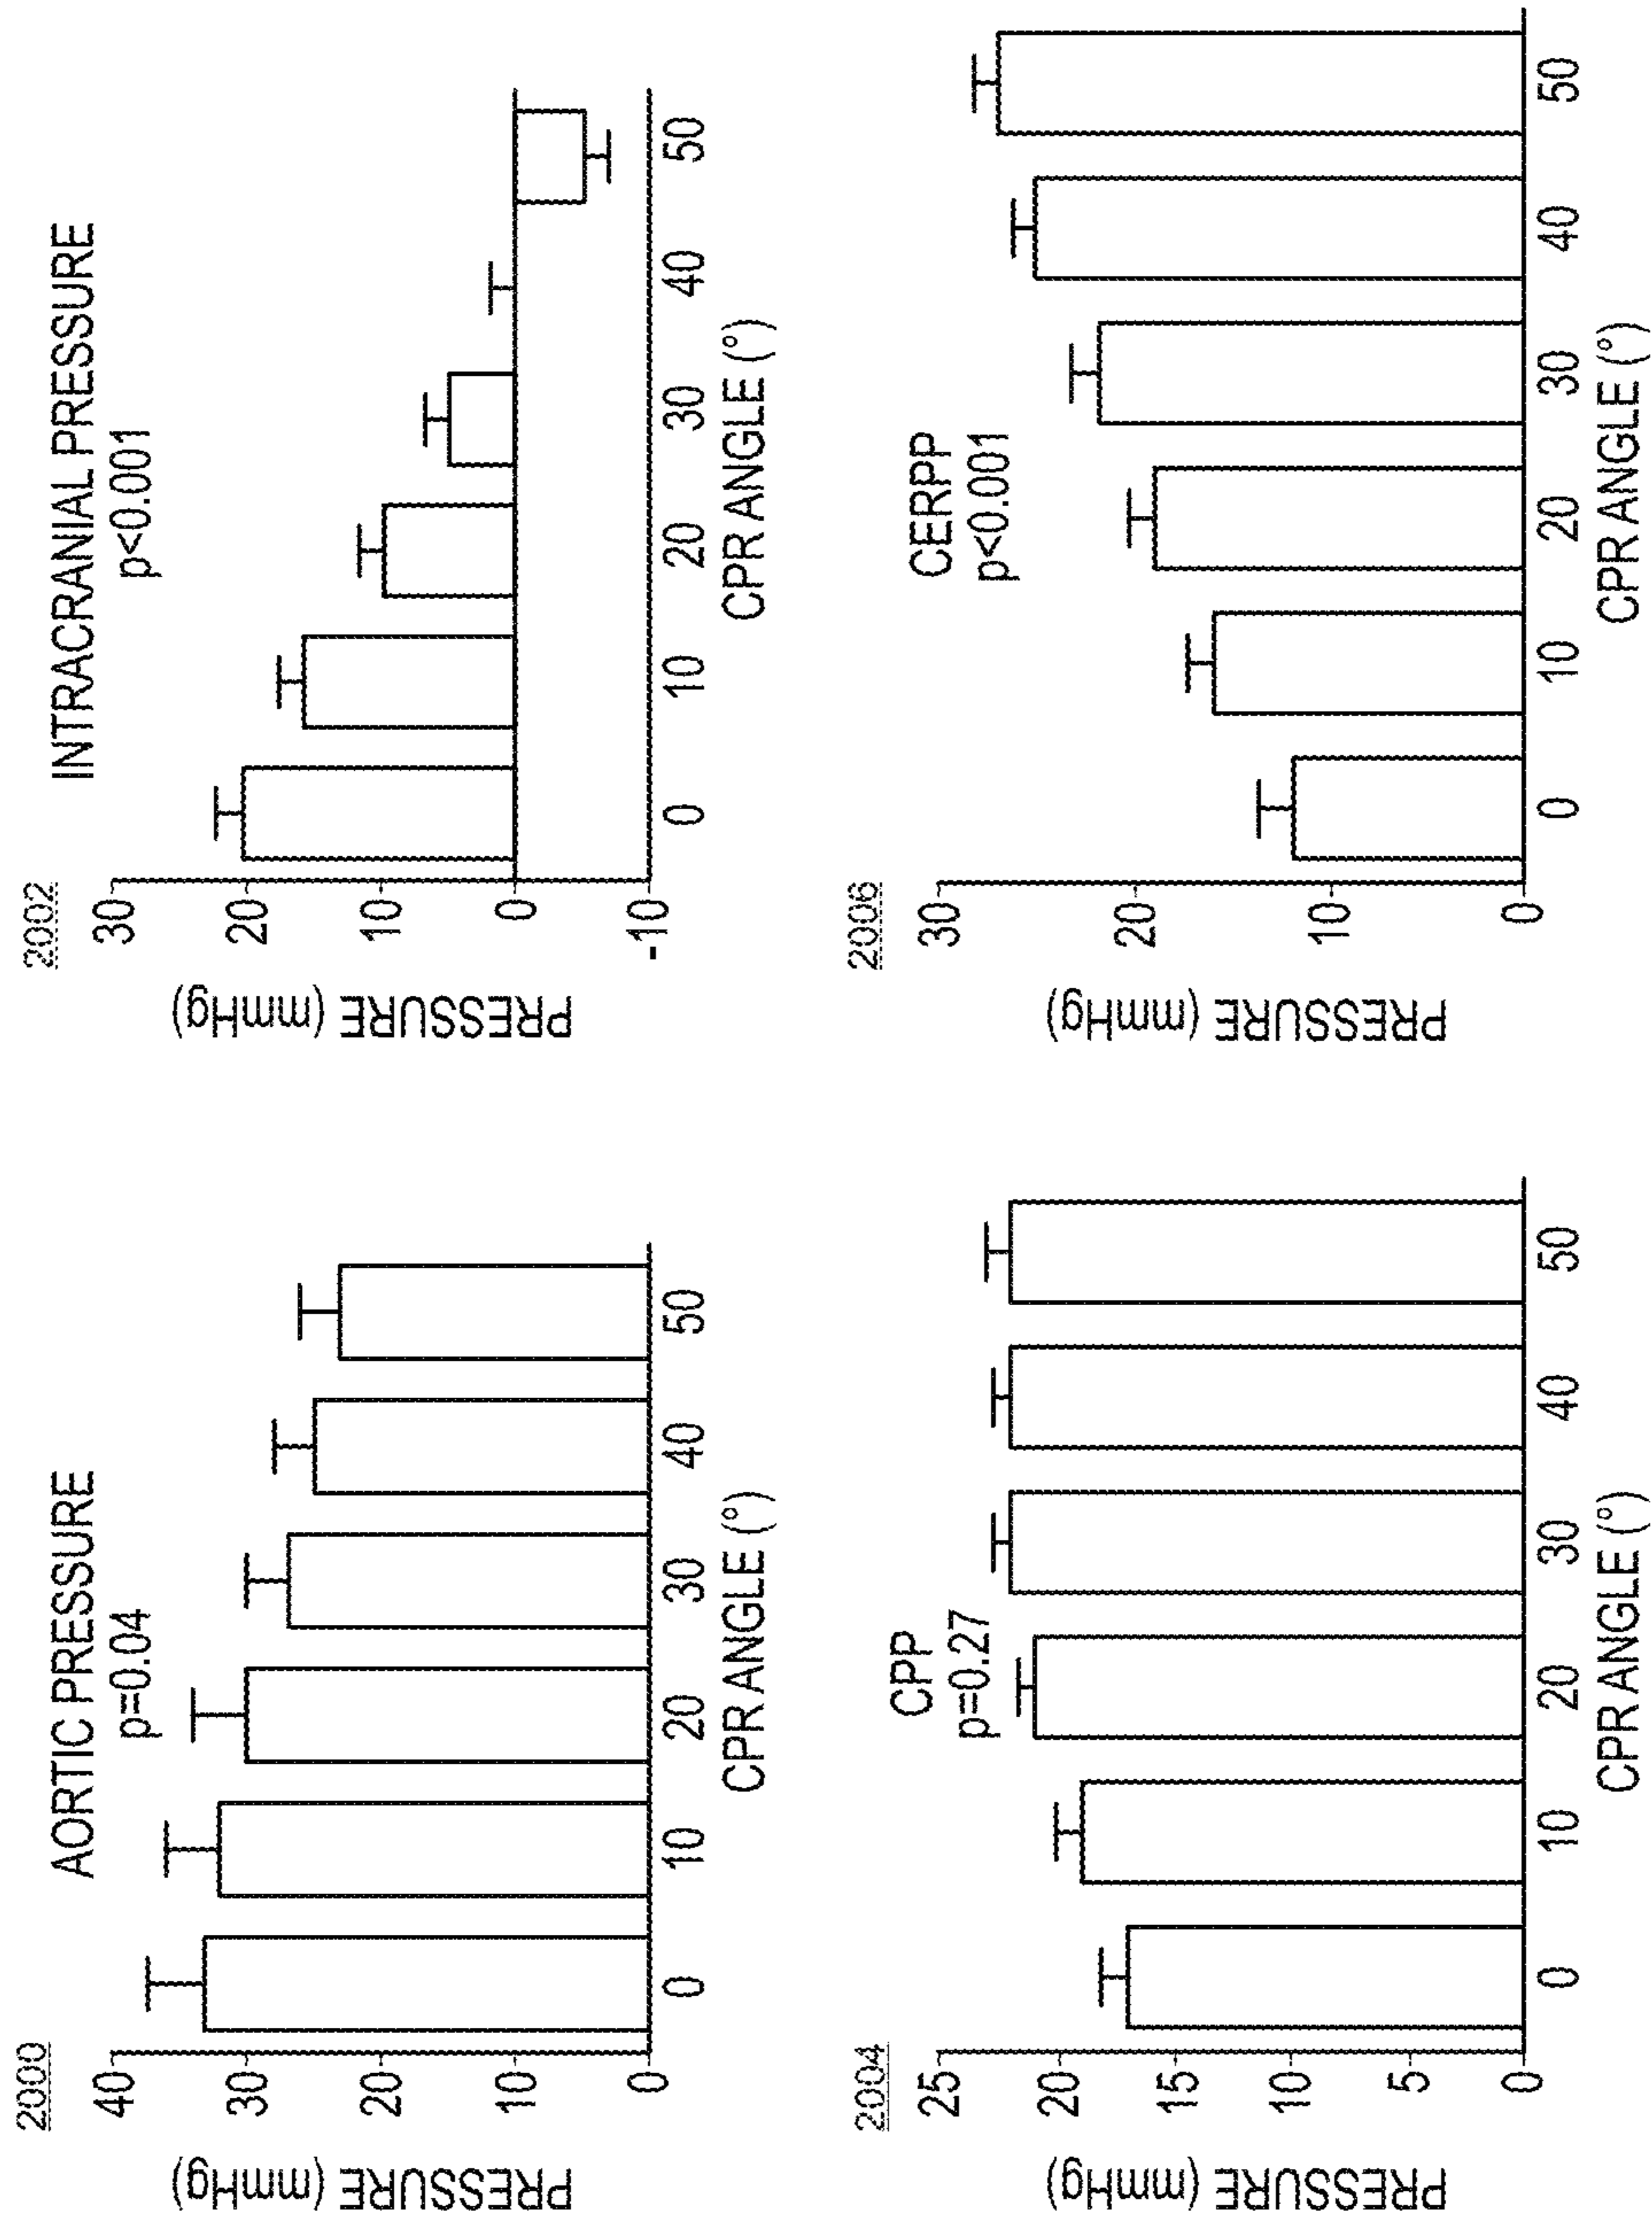 2000
AORTIC PRESSURE
p=0.04
PRESSURE (mmHg)
40
30
20
10
0
0 10 20 30 40 50
CPR ANGLE (°)
2002
INTRACRANIAL PRESSURE
p<0.001
PRESSURE (mmHg)
30
20
10
0
-10
0 10 20 30 40 50
CPR ANGLE (°)
2004
CPP
p=0.27
PRESSURE (mmHg)
25
20
15
10
5
0
0 10 20 30 40 50
CPR ANGLE (°)
2006
CERPP
p<0.001
PRESSURE (mmHg)
30
20
10
0
0 10 20 30 40 50
CPR ANGLE (°)